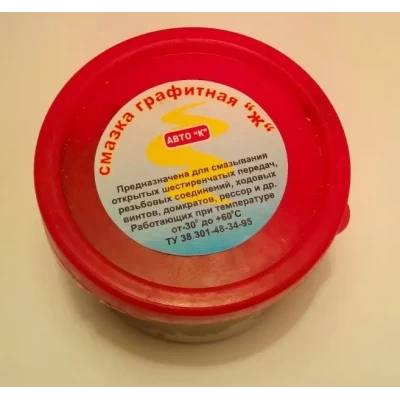 смазка графитная "Ж"
АВТО "К"
Предназначена для смазывания
открытых шестиренчатых передач,
резьбовых соединений, ходовых
винтов, домкратов, рессор и др.
Работающих при температуре
от-30° до +60°С
ТУ 38.301-48-34-95